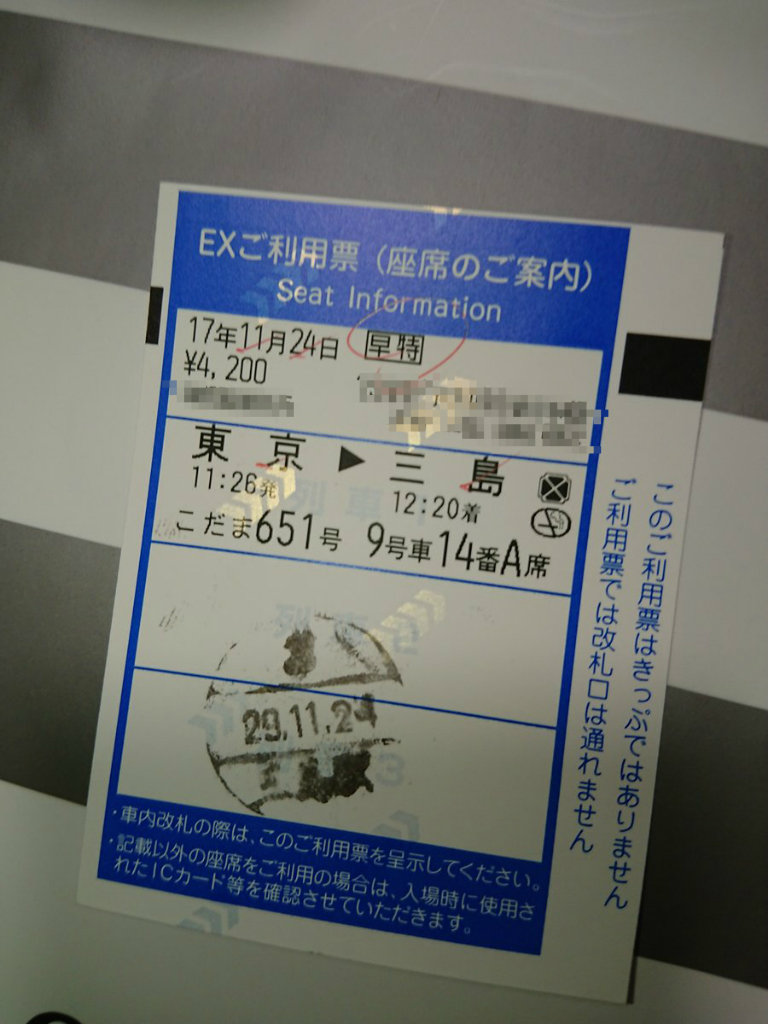 EXご利用票（座席のご案内）
Seat Information
17年11月24日 早特
¥4,200
東 京 ▶ 三 島
11:26発 12:20着
こだま651号 9号車14番A席
29.11.24
・車内改札の際は、このご利用票を呈示してください。
・記載以外の座席をご利用の場合は、入場時に使用さ
れたICカード等を確認させていただきます。
このご利用票はきっぷではありません
ご利用票では改札口は通れません